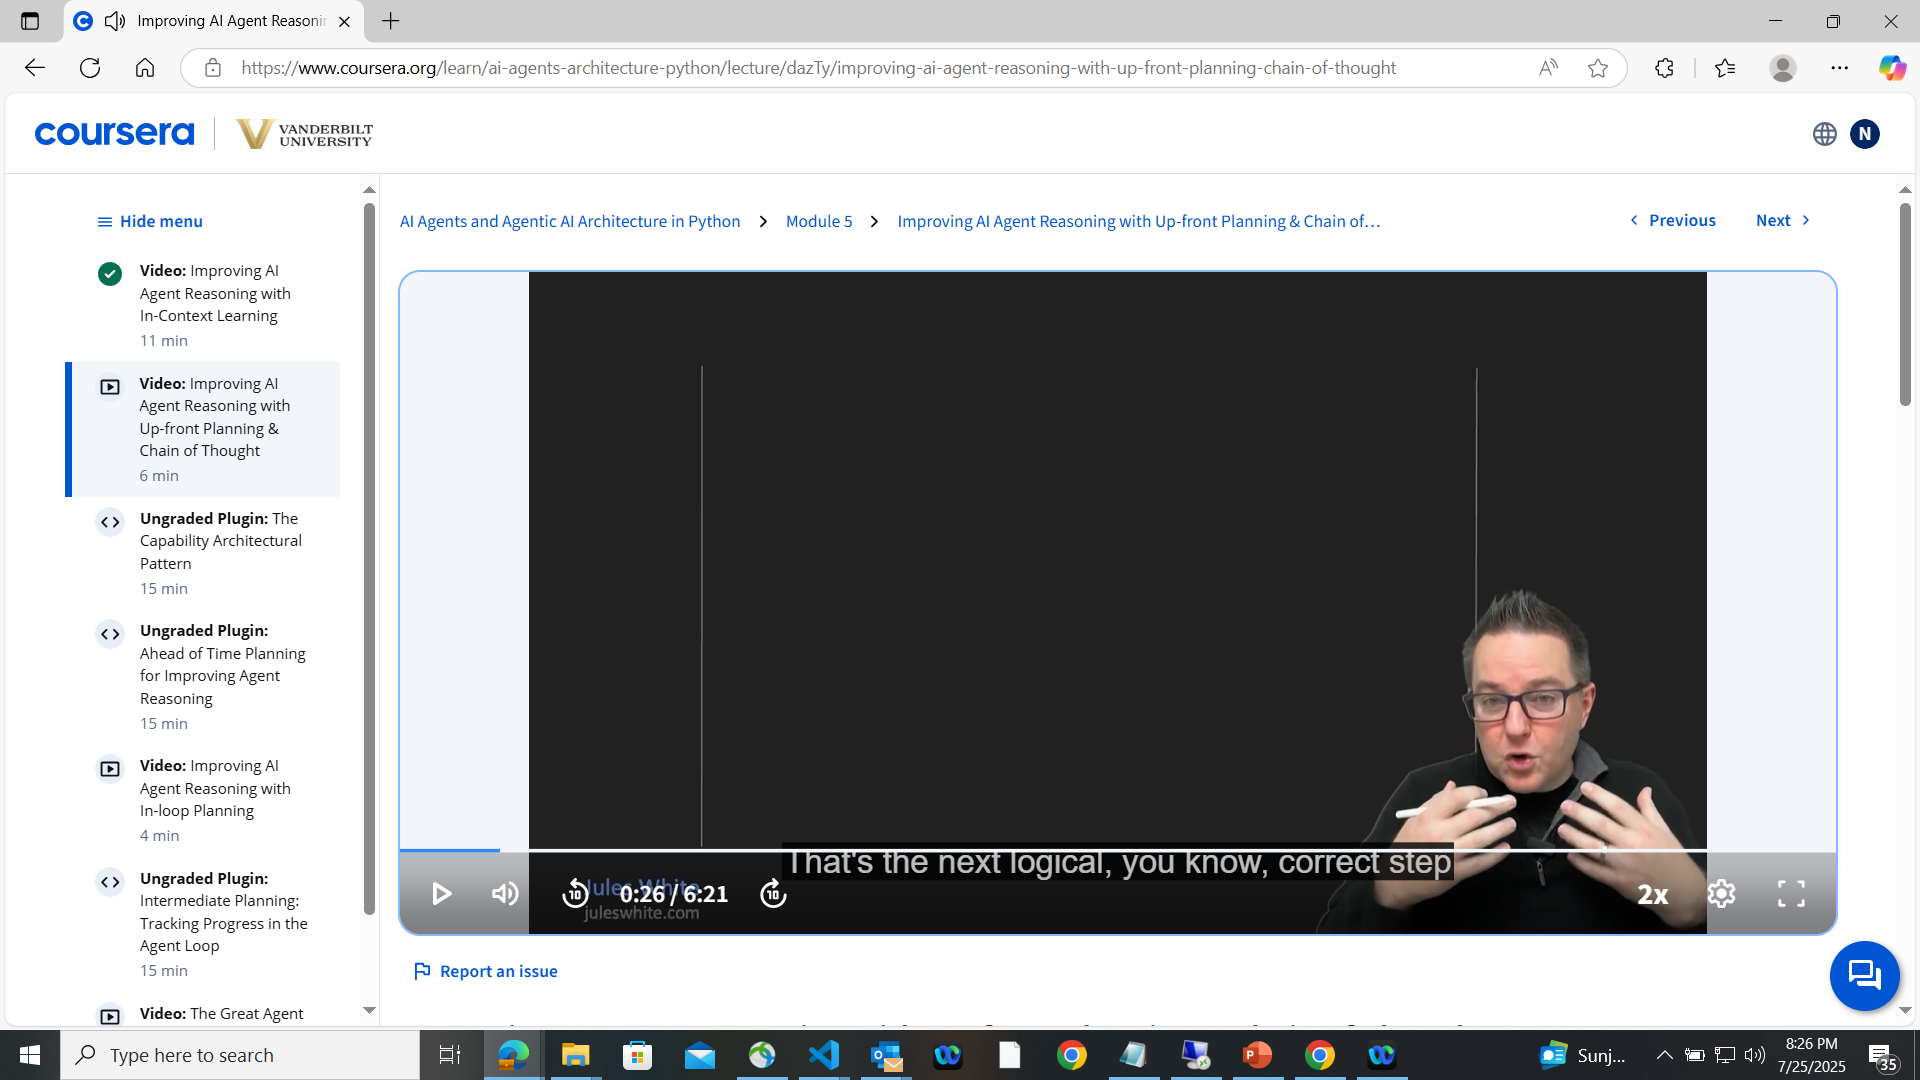 Improving AI Agent Reasonin
https://www.coursera.org/learn/ai-agents-architecture-python/lecture/dazTy/improving-ai-agent-reasoning-with-up-front-planning-chain-of-thought
coursera
VANDERBILT
UNIVERSITY
N
Hide menu
Video: Improving AI
Agent Reasoning with
In-Context Learning
11 min
Video: Improving AI
Agent Reasoning with
Up-front Planning &
Chain of Thought
6 min
Ungraded Plugin: The
Capability Architectural
Pattern
15 min
Ungraded Plugin:
Ahead of Time Planning
for Improving Agent
Reasoning
15 min
Video: Improving AI
Agent Reasoning with
In-loop Planning
4 min
Ungraded Plugin:
Intermediate Planning:
Tracking Progress in the
Agent Loop
15 min
Video: The Great Agent
AI Agents and Agentic AI Architecture in Python > Module 5 > Improving AI Agent Reasoning with Up-front Planning & Chain of…
Previous
Next
That's the next logical, you know, correct step
Jules White
juleswhite.com
10
0:26 / 6:21
10
2x
Report an issue
Type here to search
Sunj...
8:26 PM
7/25/2025
35